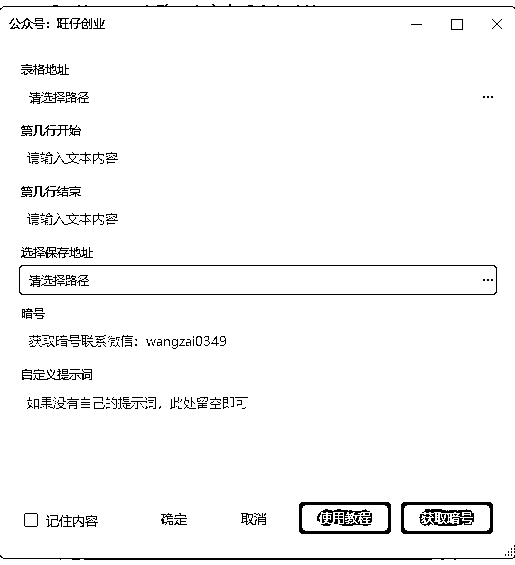 公众号：旺仔创业
表格地址
请选择路径
第几行开始
请输入文本内容
第几行结束
请输入文本内容
选择保存地址
请选择路径
暗号
获取暗号联系微信：wangzai0349
自定义提示词
如果没有自己的提示词，此处留空即可
记住内容 确定 取消 使用教程 获取暗号